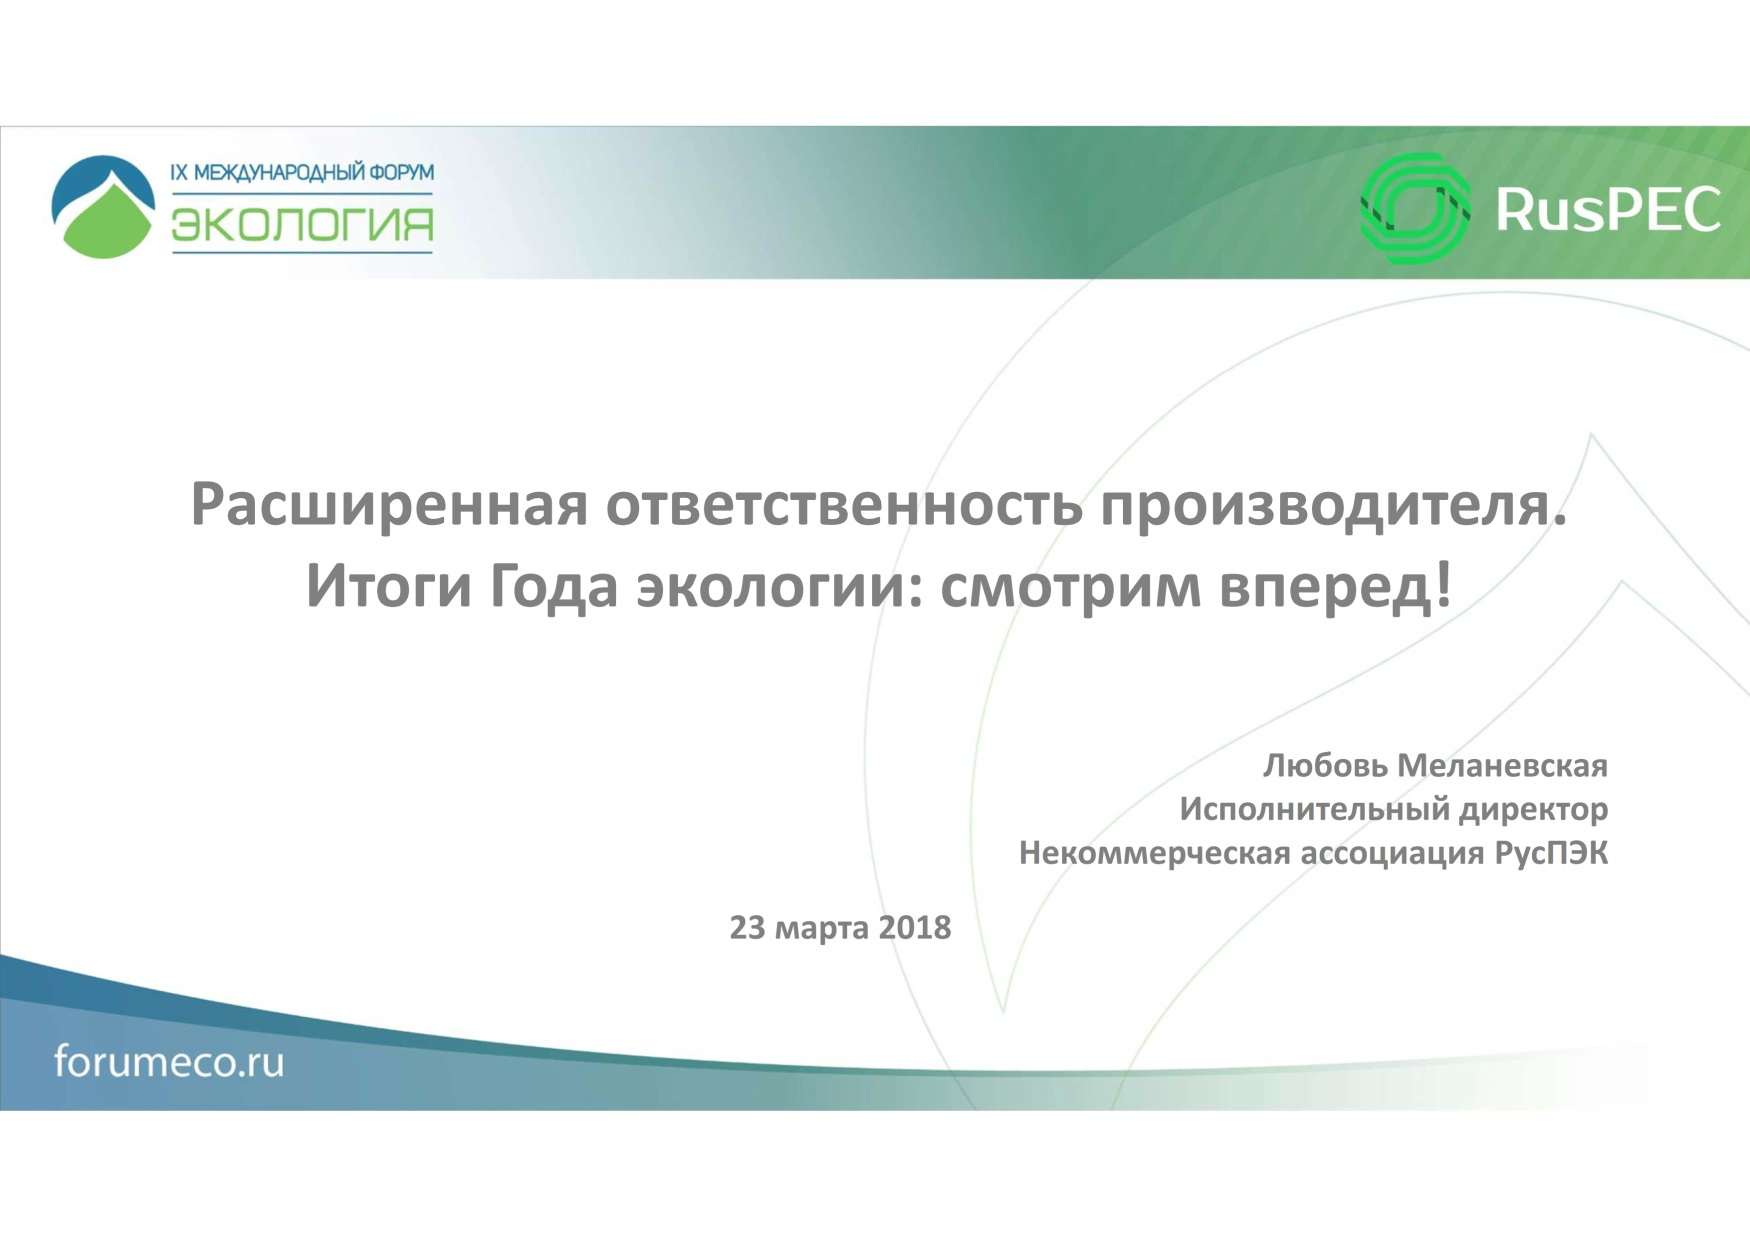 IX МЕЖДУНАРОДНЫЙ ФОРУМ
ЭКОЛОГИЯ
RusPEC
Расширенная ответственность производителя.
Итоги Года экологии: смотрим вперед!
Любовь Меланевская
Исполнительный директор
Некоммерческая ассоциация РусПЭК
23 марта 2018
forumeco.ru